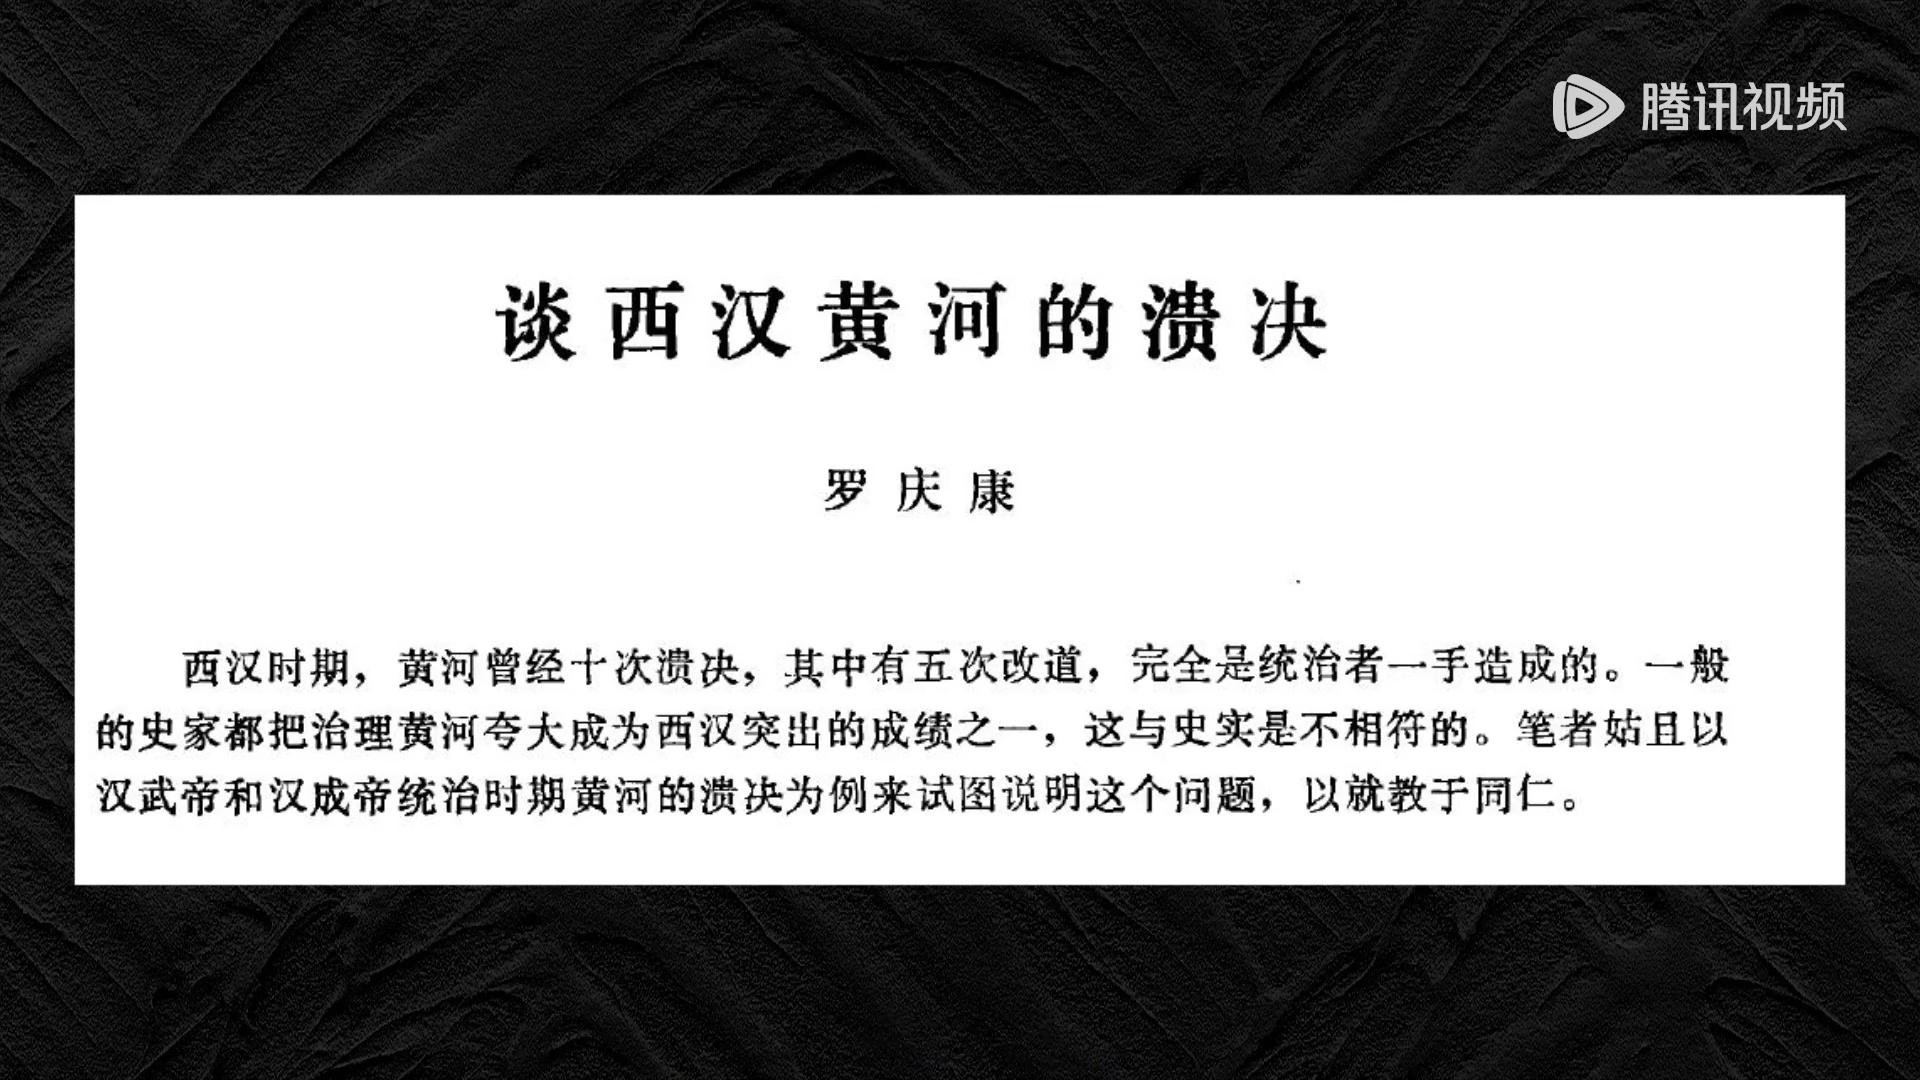 腾讯视频
谈西汉黄河的溃决
罗庆康
西汉时期，黄河曾经十次溃决，其中有五次改道，完全是统治者一手造成的。一般
的史家都把治理黄河夸大成为西汉突出的成绩之一，这与史实是不相符的。笔者姑且以
汉武帝和汉成帝统治时期黄河的溃决为例来试图说明这个问题，以就教于同仁。